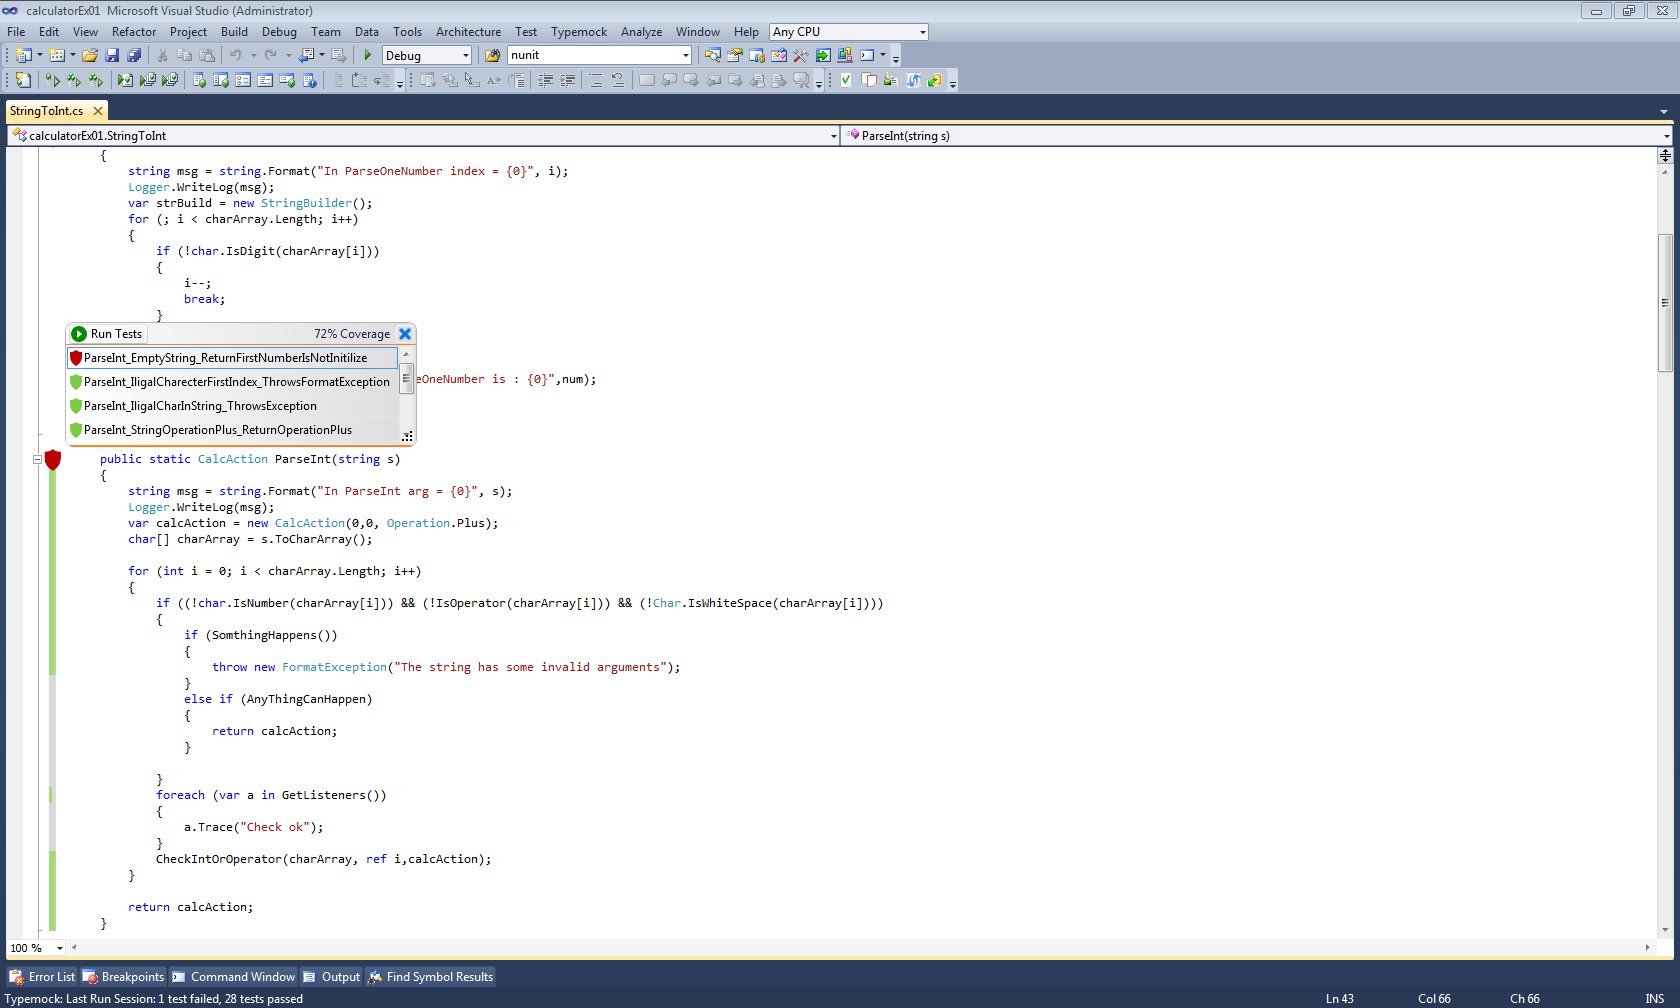 calculatorEx01 Microsoft Visual Studio (Administrator)
File Edit View Refactor Project Build Debug Team Data Tools Architecture Test Typemock Analyze Window Help Any CPU
Debug nunit
StringToInt.cs
calculatorEx01.StringToInt ParseInt(string s)
{
string msg = string.Format("In ParseOneNumber index = {0}", i);
Logger.WriteLog(msg);
var strBuild = new StringBuilder();
for (; i < charArray.Length; i++)
{
if (!char.IsDigit(charArray[i]))
{
i--;
break;
}
Run Tests 72% Coverage
ParseInt_EmptyString_ReturnFirstNumberIsNotInitilize
ParseInt_IligalCharecterFirstIndex_ThrowsFormatException
eOneNumber is : {0}",num);
ParseInt_IligalCharInString_ThrowsException
ParseInt_StringOperationPlus_ReturnOperationPlus
public static CalcAction ParseInt(string s)
{
string msg = string.Format("In ParseInt arg = {0}", s);
Logger.WriteLog(msg);
var calcAction = new CalcAction(0,0, Operation.Plus);
char[] charArray = s.ToCharArray();
for (int i = 0; i < charArray.Length; i++)
{
if ((!char.IsNumber(charArray[i])) && (!IsOperator(charArray[i])) && (!Char.IsWhiteSpace(charArray[i])))
{
if (SomthingHappens())
{
throw new FormatException("The string has some invalid arguments");
}
else if (AnyThingCanHappen)
{
return calcAction;
}
}
foreach (var a in GetListeners())
{
a.Trace("Check ok");
}
CheckIntOrOperator(charArray, ref i,calcAction);
}
return calcAction;
}
100 %
Error List Breakpoints Command Window Output Find Symbol Results
Typemock: Last Run Session: 1 test failed, 28 tests passed Ln 43 Col 66 Ch 66 INS